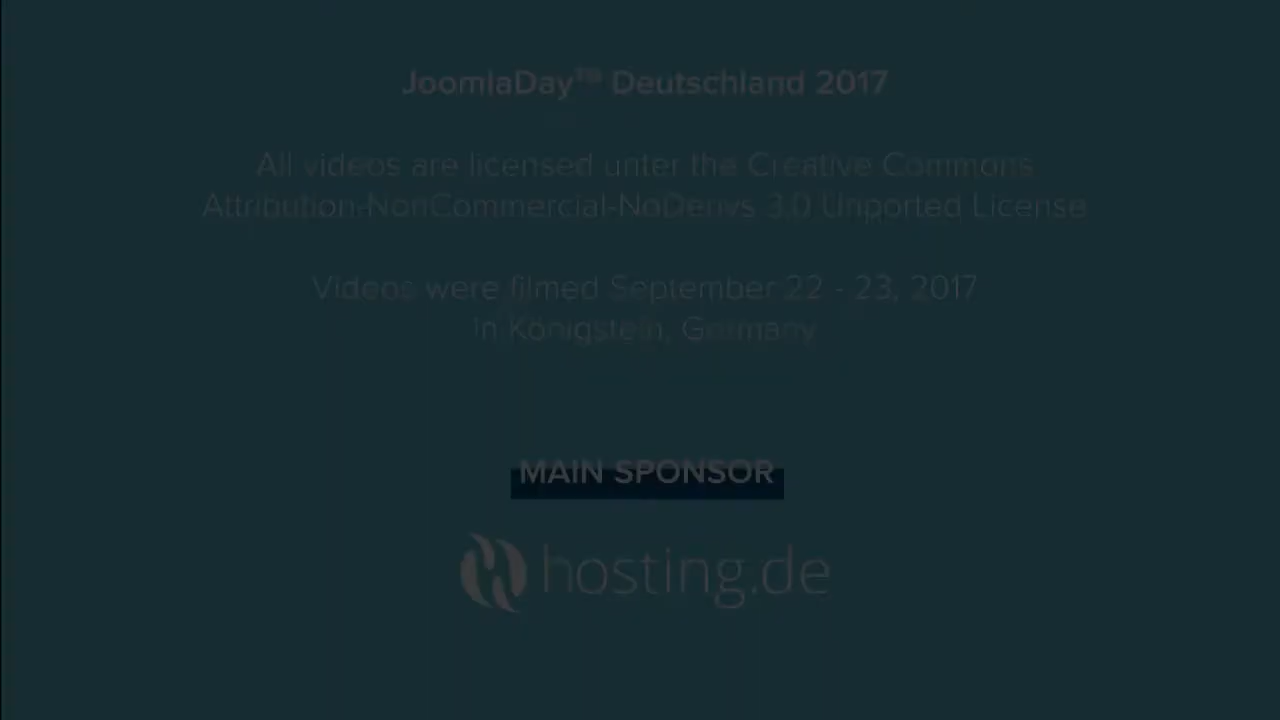 JoomlaDay™ Deutschland 2017
All videos are licensed unter the Creative Commons
Attribution-NonCommercial-NoDerivs 3.0 Unported License
Videos were filmed September 22 - 23, 2017
in Königstein, Germany
MAIN SPONSOR
hosting.de